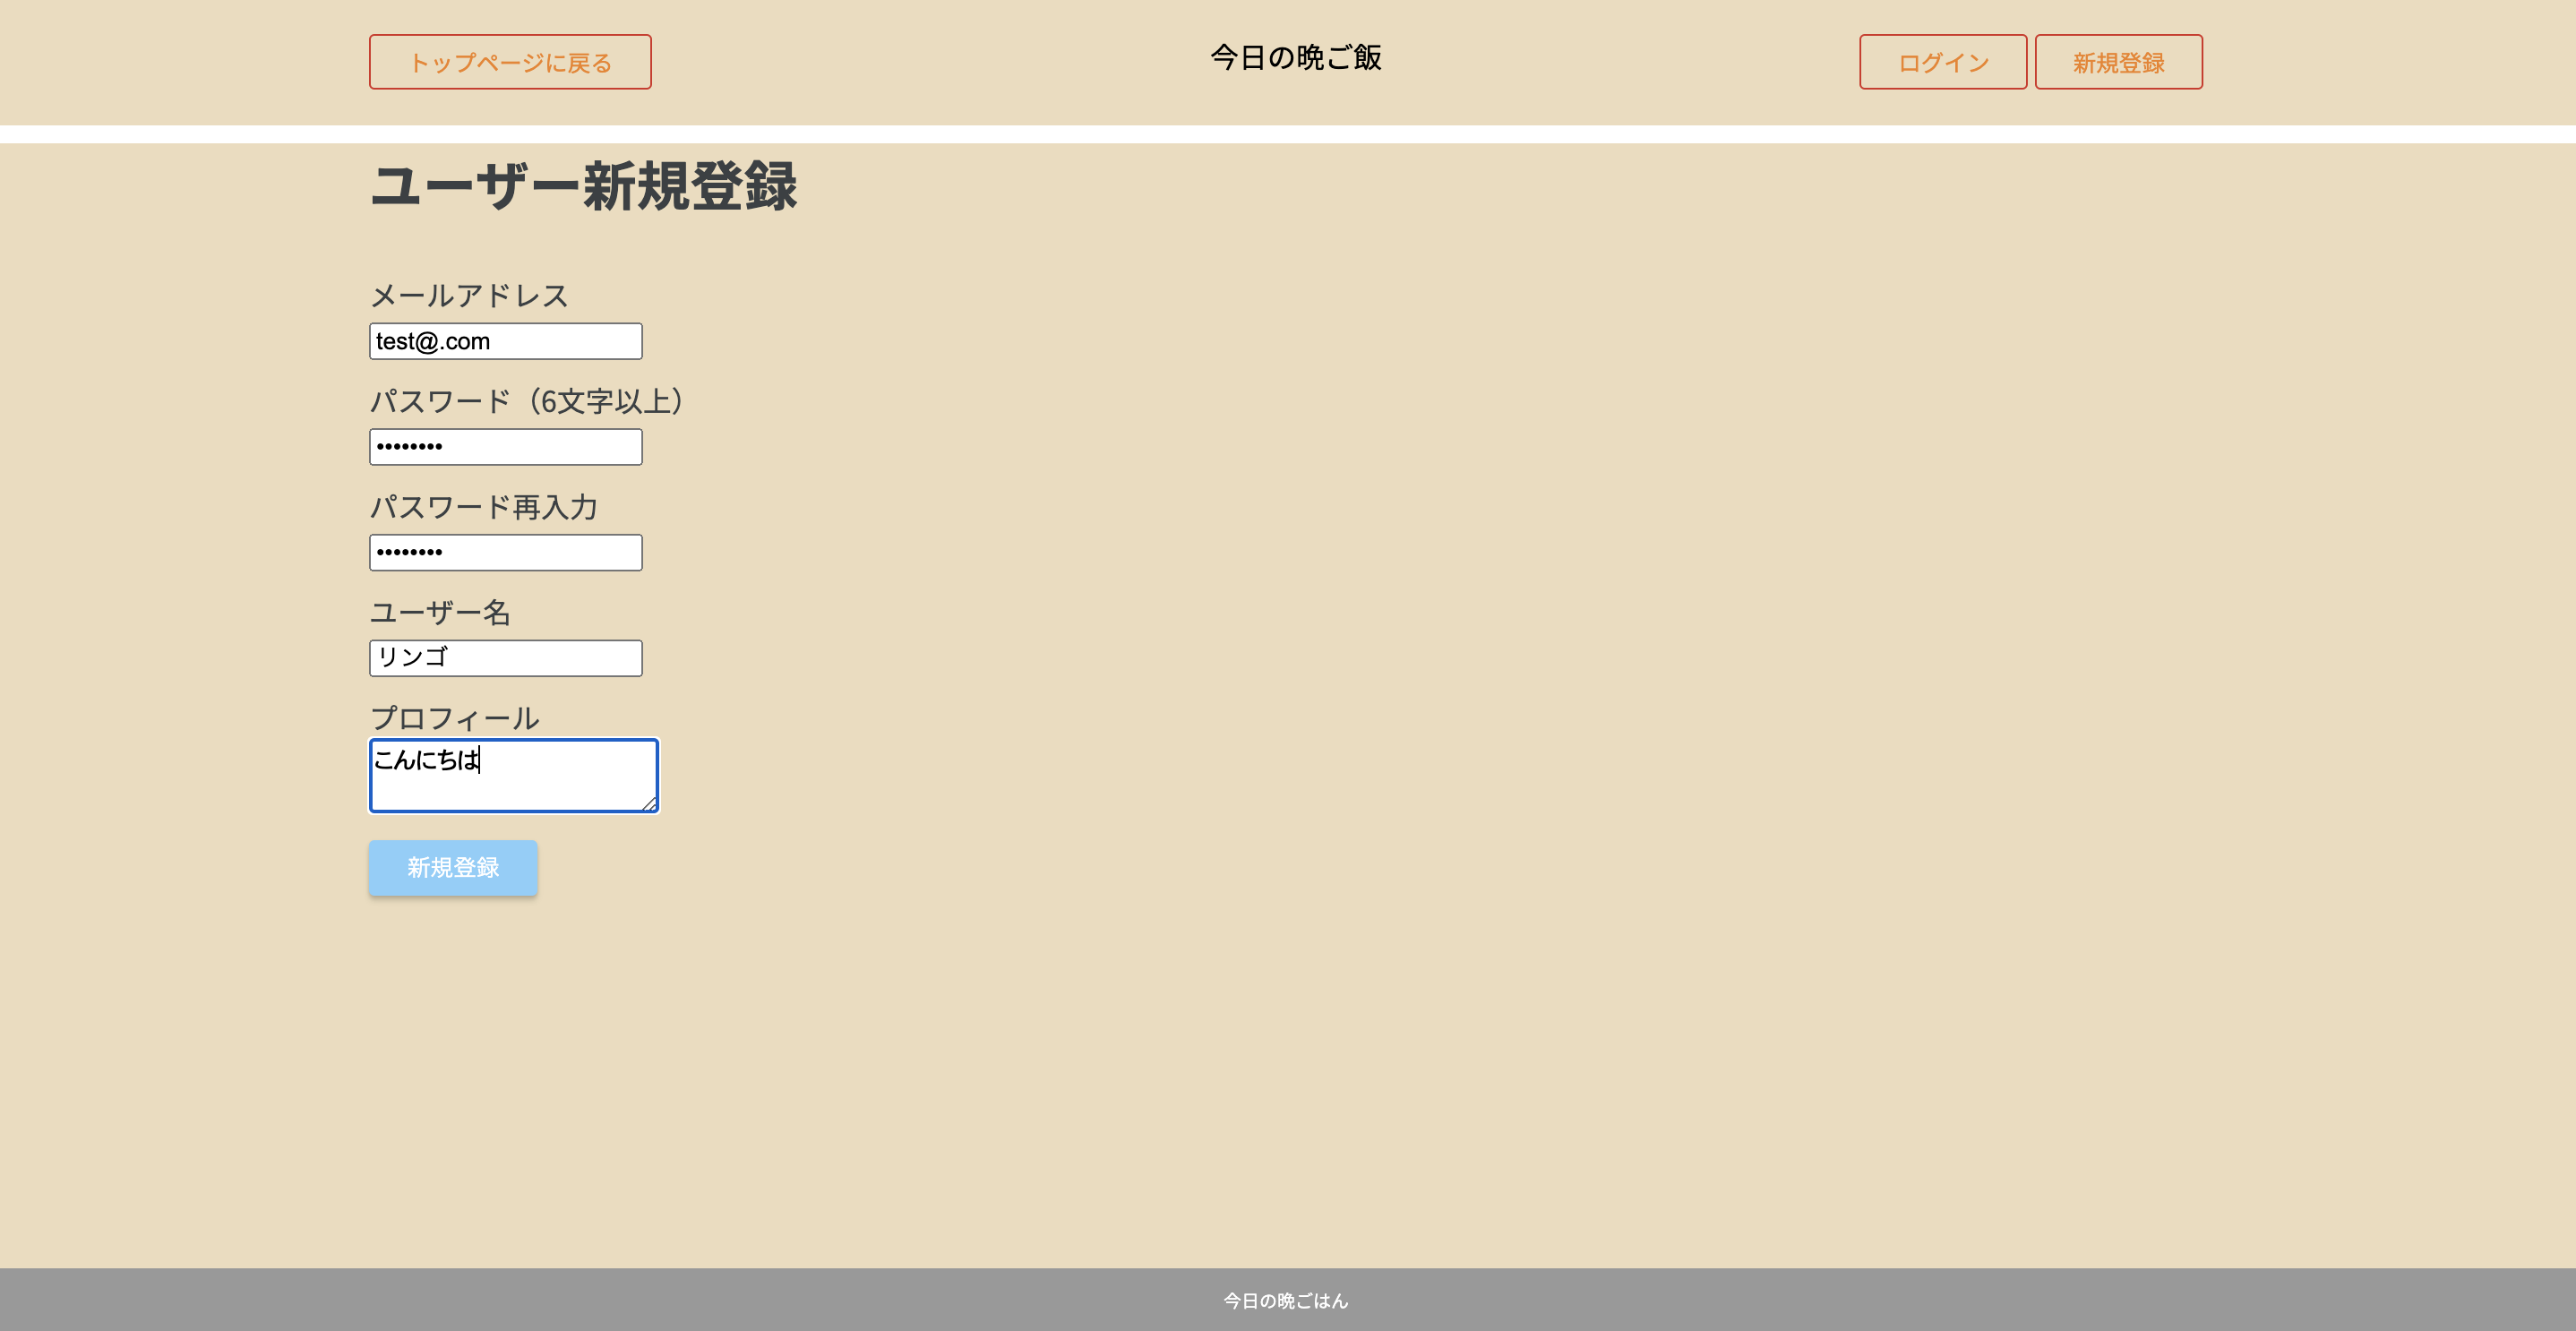 トップページに戻る
今日の晩ご飯
ログイン
新規登録
ユーザー新規登録
メールアドレス
test@.com
パスワード（6文字以上）
••••••••
パスワード再入力
••••••••
ユーザー名
リンゴ
プロフィール
こんにちは
新規登録
今日の晩ごはん